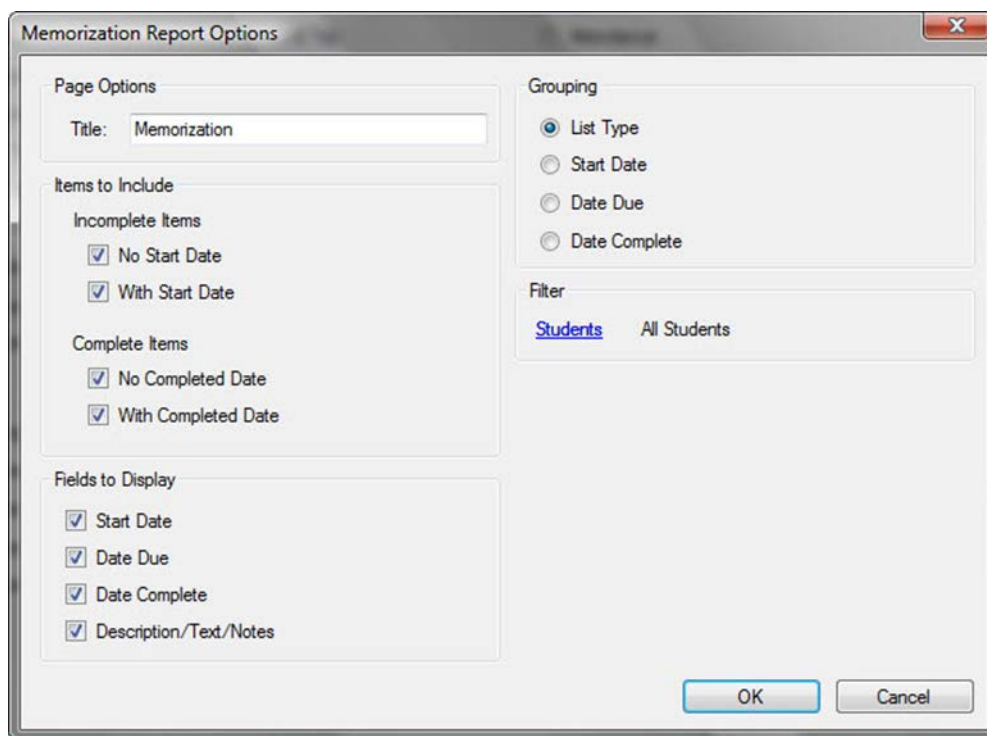 Memorization Report Options
Page Options
Title: Memorization
Items to Include
Incomplete Items
No Start Date
With Start Date
Complete Items
No Completed Date
With Completed Date
Fields to Display
Start Date
Date Due
Date Complete
Description/Text/Notes
Grouping
List Type
Start Date
Date Due
Date Complete
Filter
Students All Students
OK Cancel